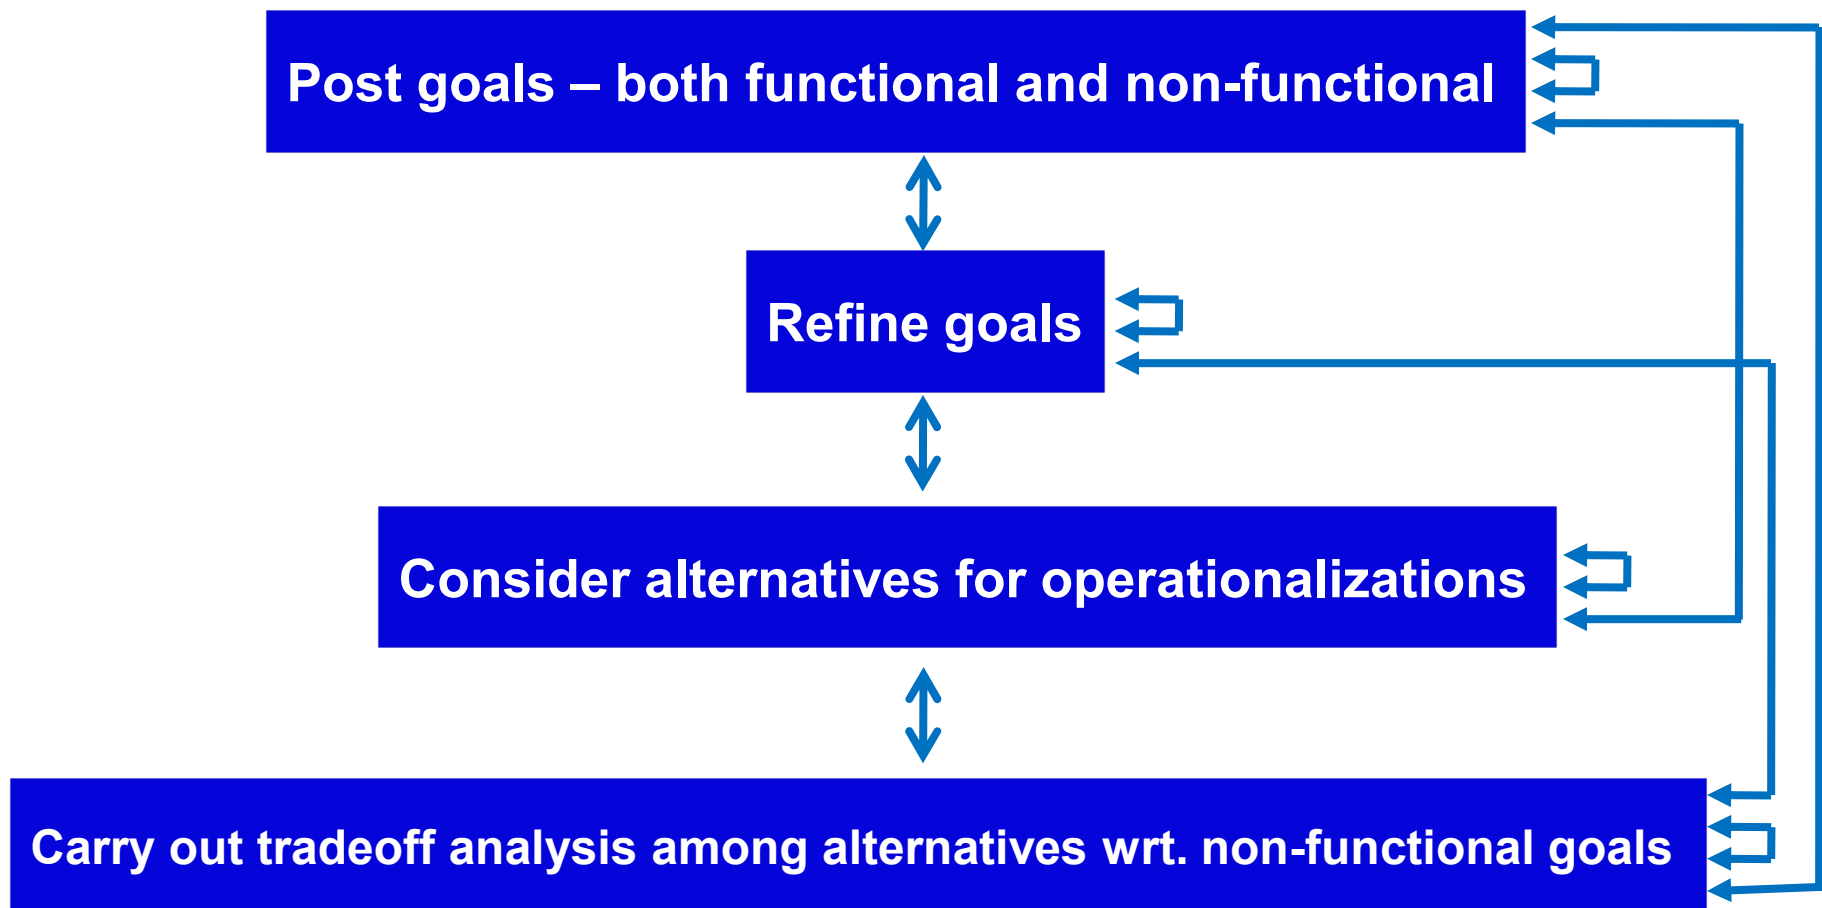 Post goals – both functional and non-functional
Refine goals
Consider alternatives for operationalizations
Carry out tradeoff analysis among alternatives wrt. non-functional goals